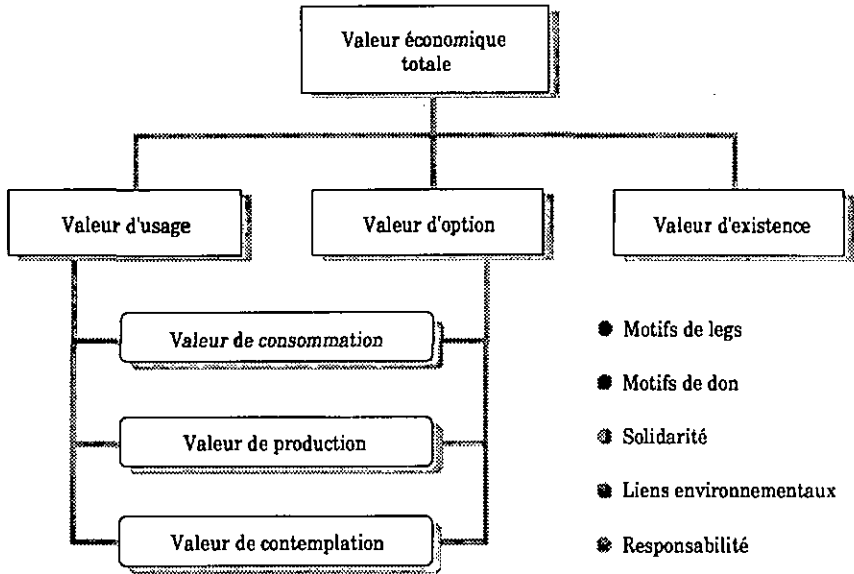 Valeur économique
totale
Valeur d'usage
Valeur d'option
Valeur d'existence
Valeur de consommation
Valeur de production
Valeur de contemplation
Motifs de legs
Motifs de don
Solidarité
Liens environmentaux
Responsabilité